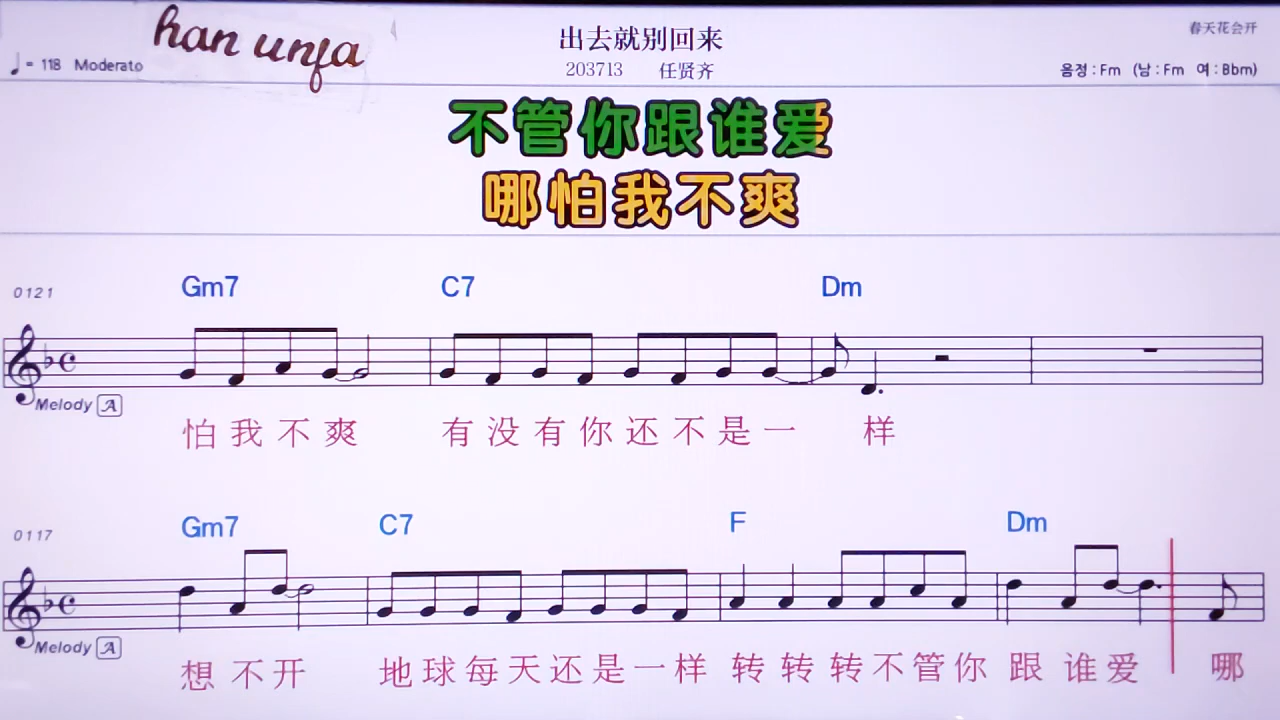 han unfa
出去就别回来
春天花会开
♩= 118 Moderato
203713 任贤齐
음정 : Fm (남 : Fm 여 : Bbm)
不管你跟谁爱
哪怕我不爽
0121 Gm7 C7 Dm
Melody A
怕我不爽 有没有你还不是一 样
0117 Gm7 C7 F Dm
Melody A
想不开 地球每天还是一样 转转转不管你 跟谁爱 哪